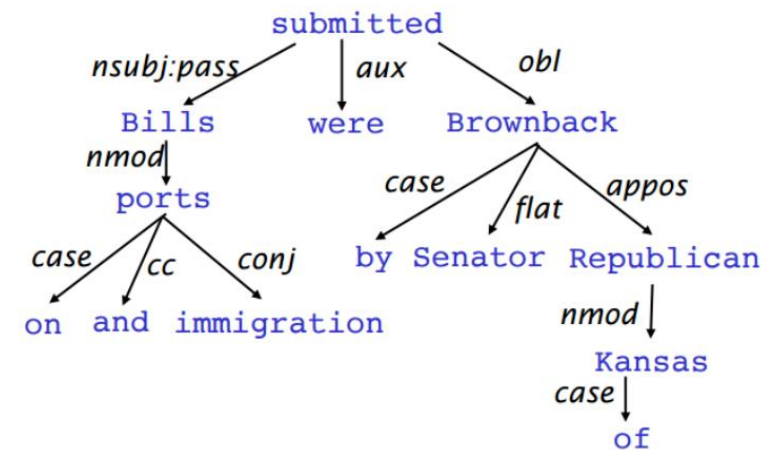 submitted
nsubj:pass aux obl
Bills were Brownback
nmod case flat appos
ports by Senator Republican
case cc conj nmod
on and immigration Kansas
case
of